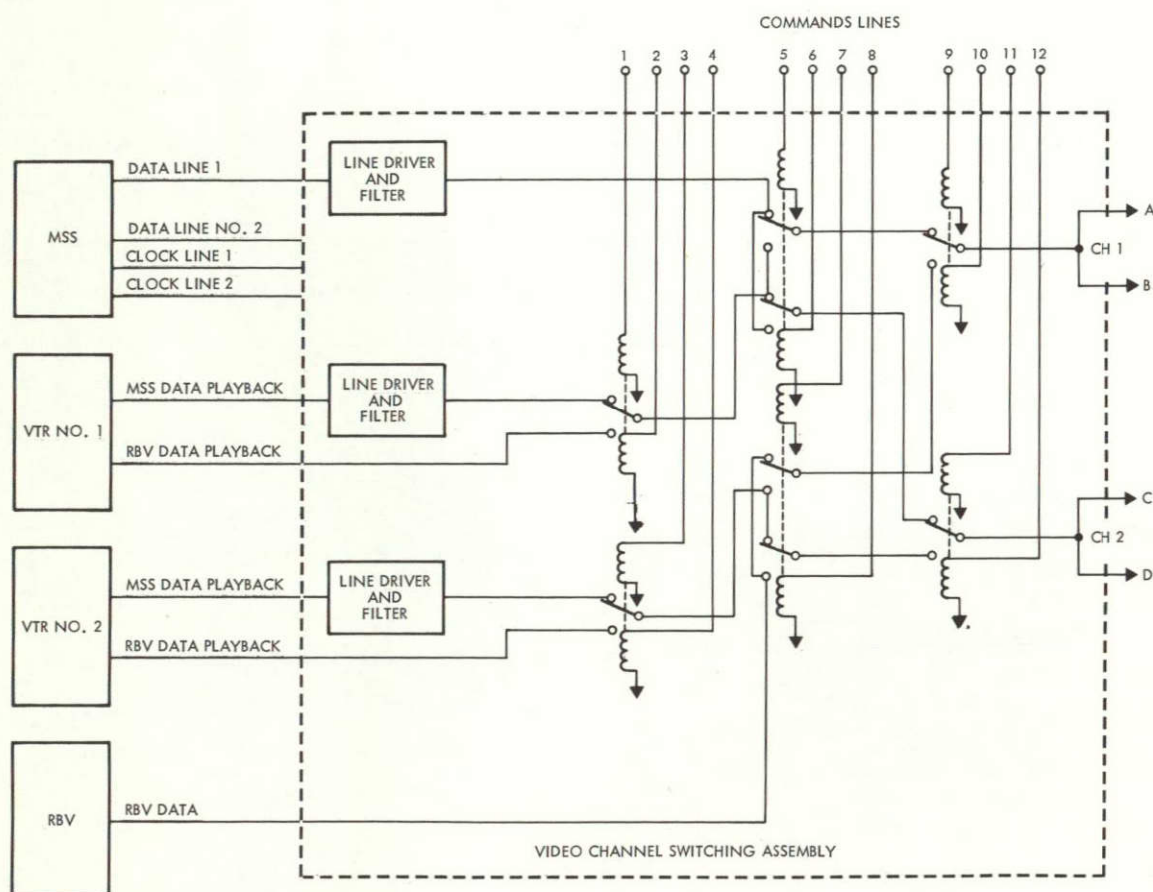 COMMANDS LINES
1 2 3 4 5 6 7 8 9 10 11 12
MSS
DATA LINE 1
DATA LINE NO. 2
CLOCK LINE 1
CLOCK LINE 2
LINE DRIVER
AND
FILTER
A
CH 1
B
VTR NO. 1
MSS DATA PLAYBACK
RBV DATA PLAYBACK
LINE DRIVER
AND
FILTER
VTR NO. 2
MSS DATA PLAYBACK
RBV DATA PLAYBACK
LINE DRIVER
AND
FILTER
C
CH 2
D
RBV
RBV DATA
VIDEO CHANNEL SWITCHING ASSEMBLY